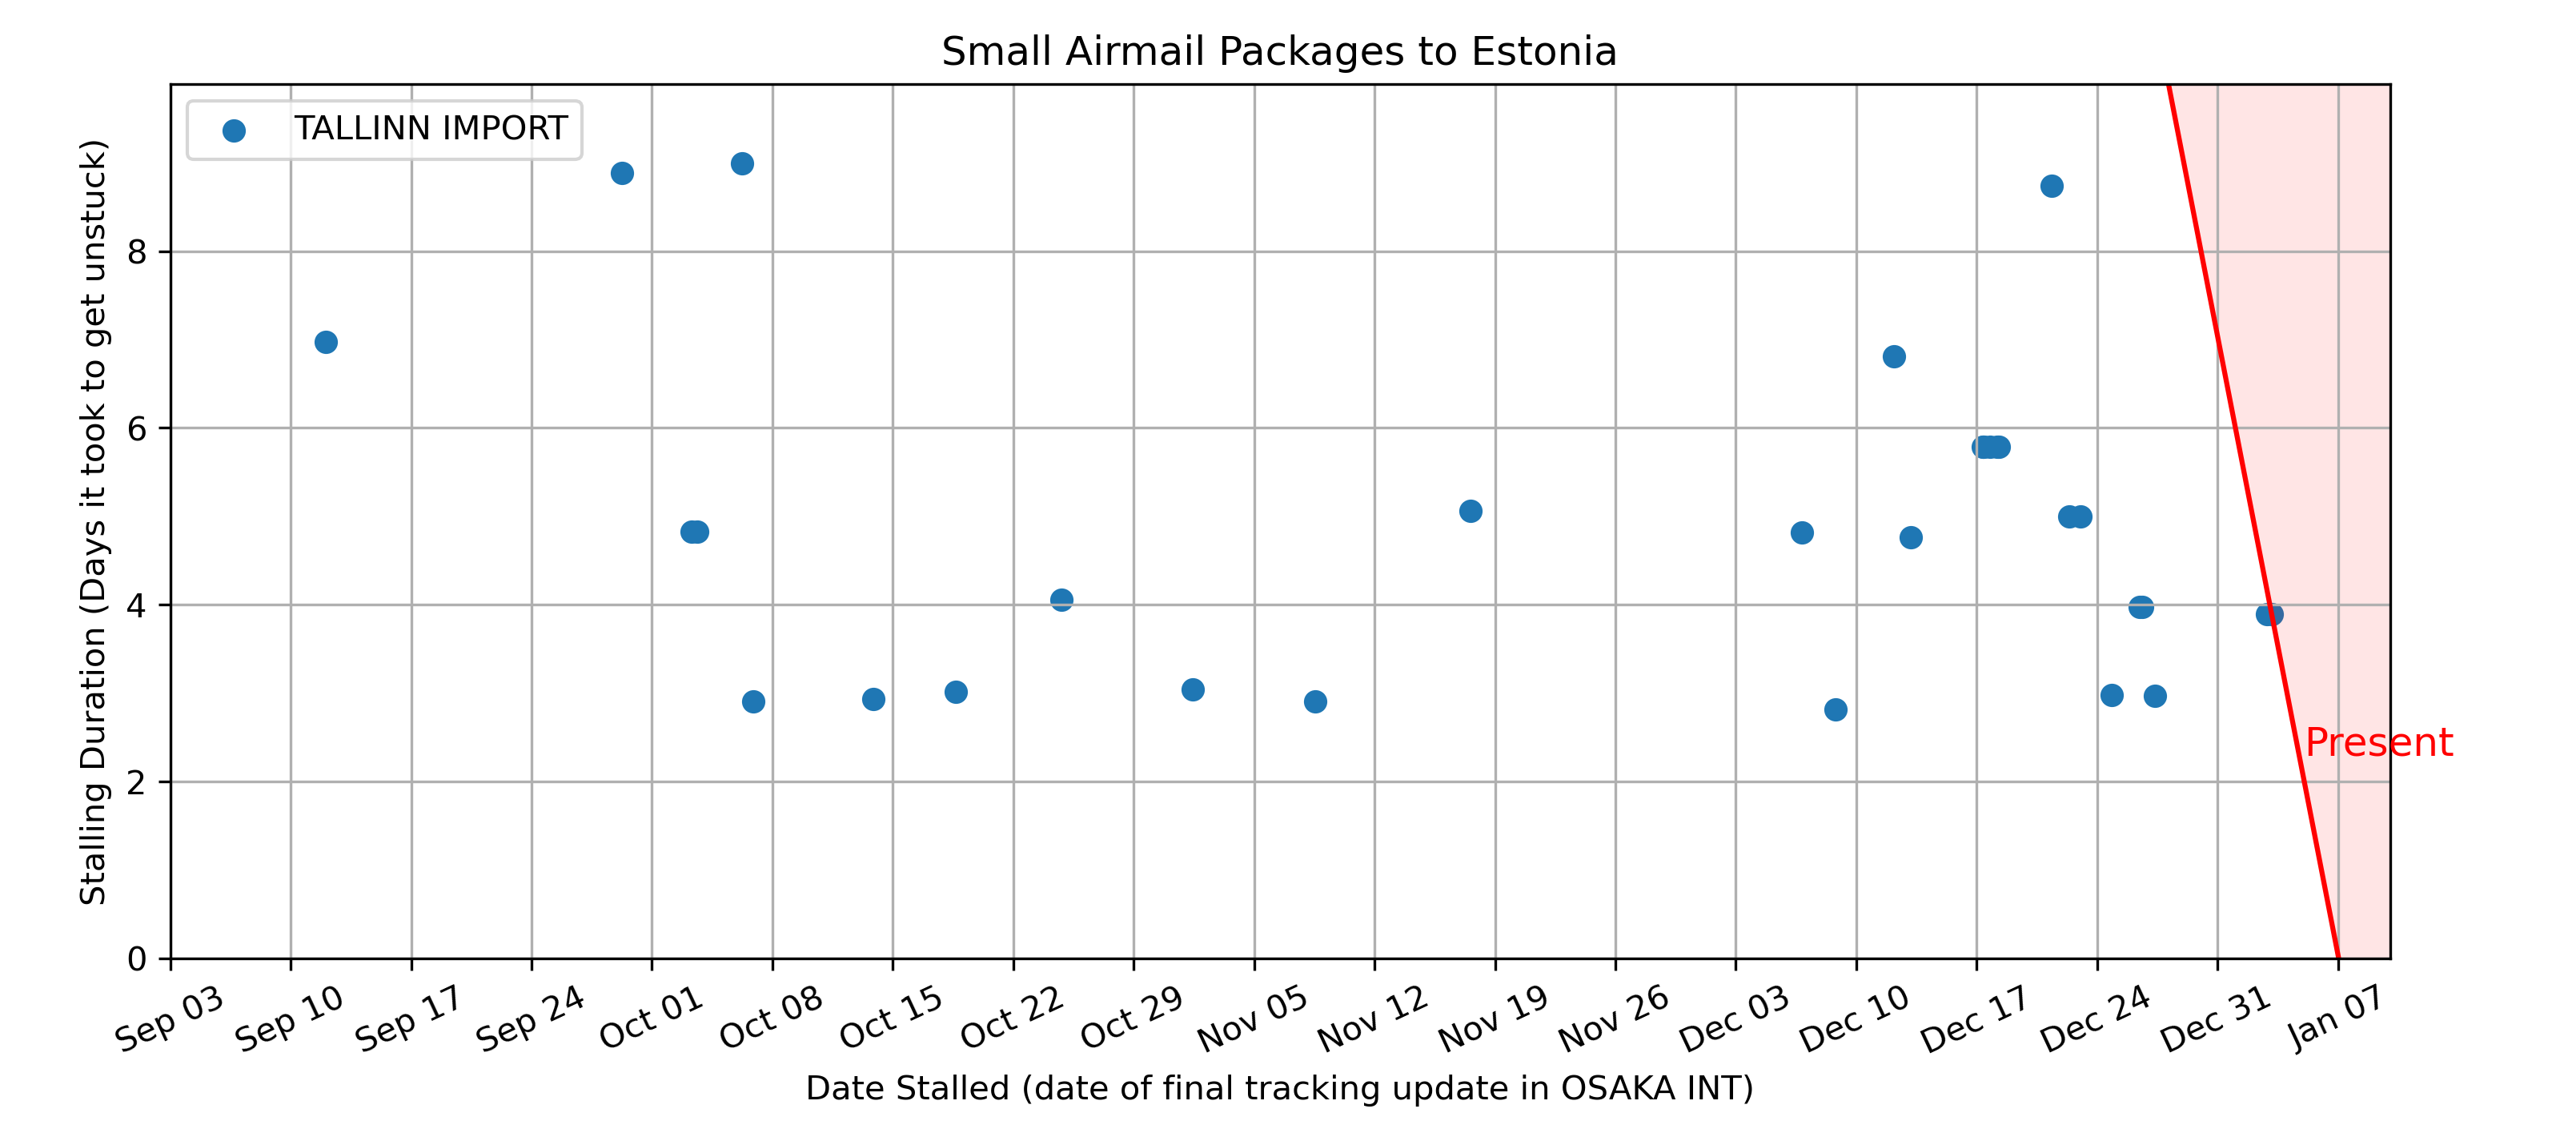 Small Airmail Packages to Estonia
TALLINN IMPORT
Stalling Duration (Days it took to get unstuck)
8
6
4
2
0
Present
Sep 03
Sep 10
Sep 17
Sep 24
Oct 01
Oct 08
Oct 15
Oct 22
Oct 29
Nov 05
Nov 12
Nov 19
Nov 26
Dec 03
Dec 10
Dec 17
Dec 24
Dec 31
Jan 07
Date Stalled (date of final tracking update in OSAKA INT)